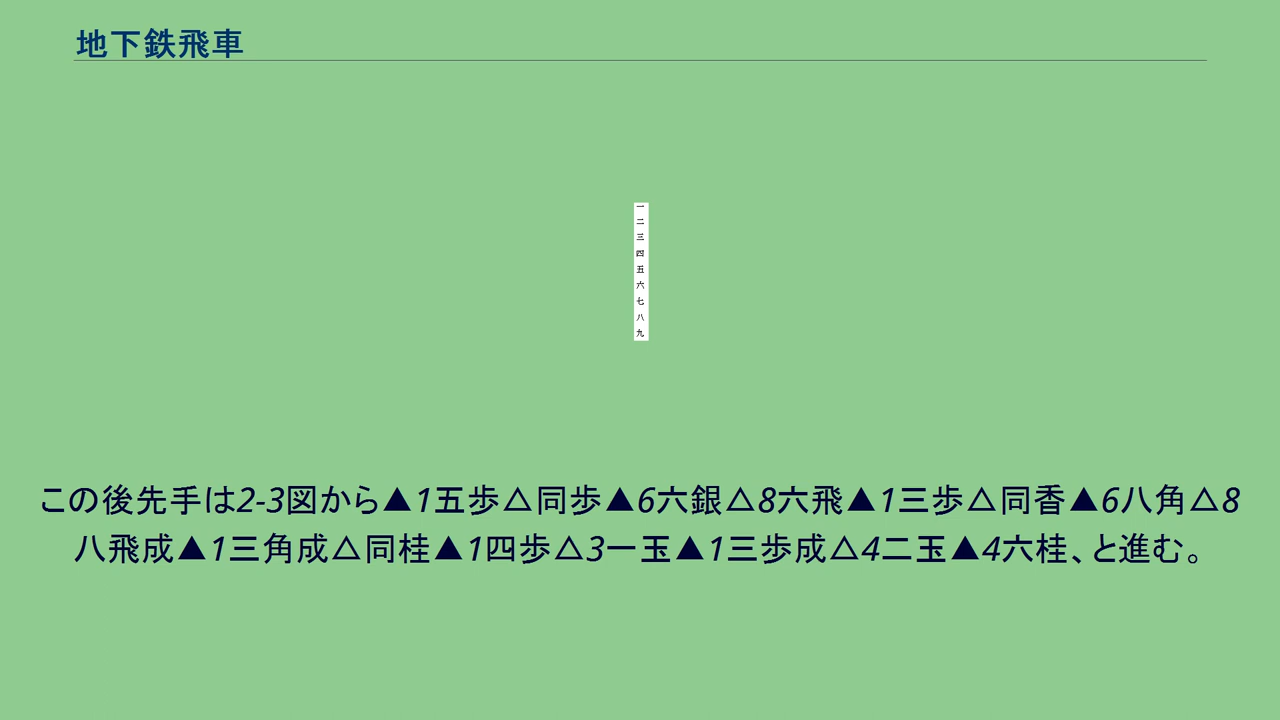 地下鉄飛車
一
二
三
四
五
六
七
八
九
この後先手は2-3図から▲1五歩△同歩▲6六銀△8六飛▲1三歩△同香▲6八角△8
八飛成▲1三角成△同桂▲1四歩△3一玉▲1三歩成△4二玉▲4六桂、と進む。